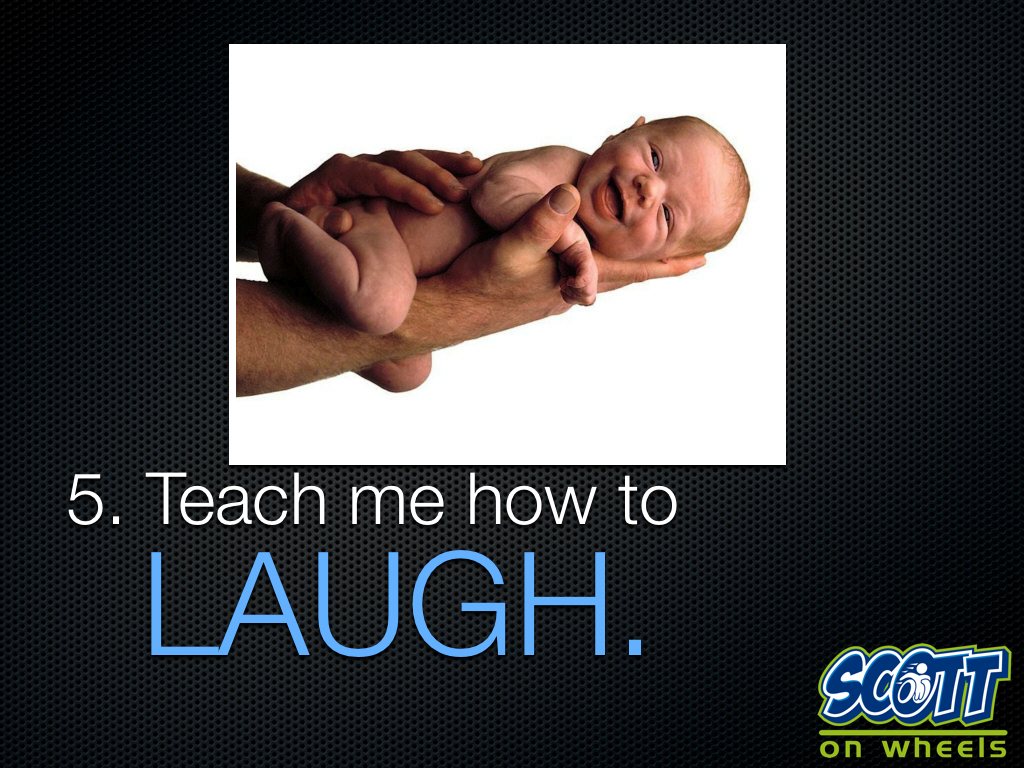 5. Teach me how to
LAUGH.
SCOTT
on wheels